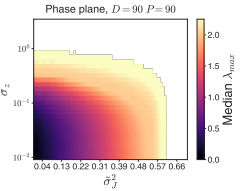 Phase plane, D = 90 P = 90
10⁰
10⁻¹
10⁻²
σ_z
0.04 0.13 0.22 0.31 0.39 0.48 0.57 0.66
σ̃²_J
2.0
1.5
1.0
0.5
0.0
Median λ_max